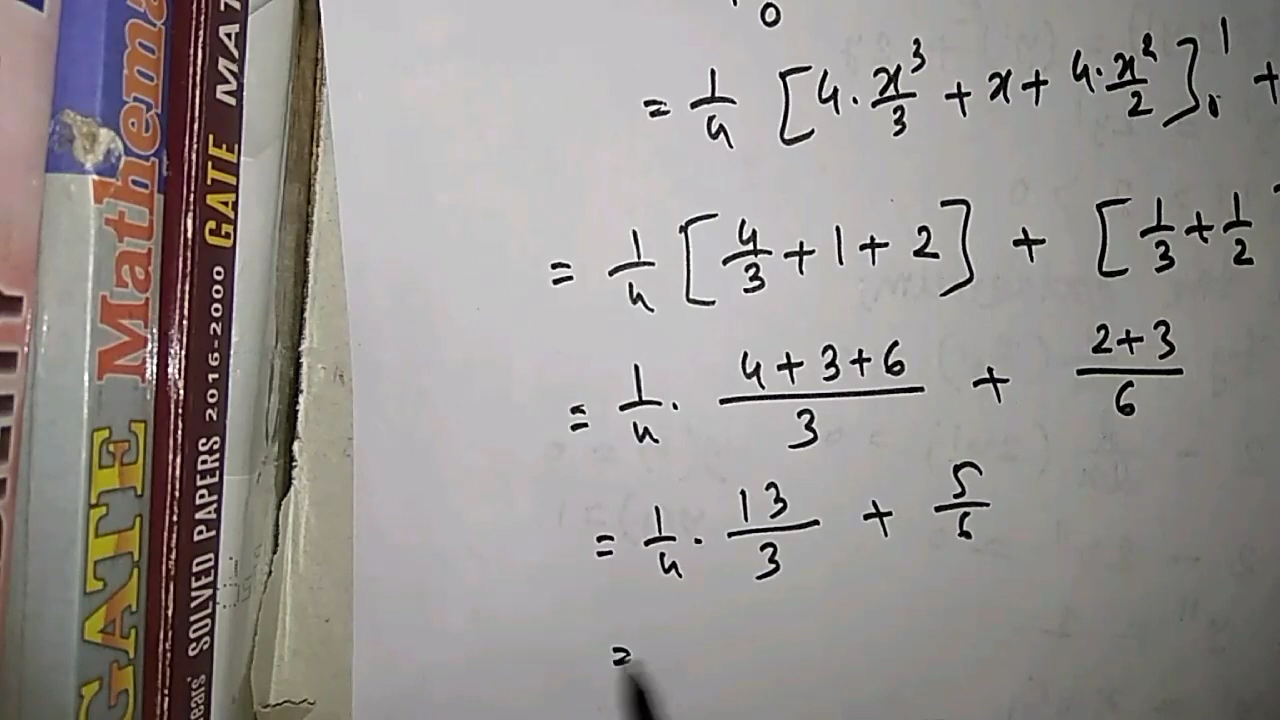 0
= 1/4 [4·x³/3 + x + 4·x²/2]₀¹ +
= 1/4 [4/3 + 1 + 2] + [1/3 + 1/2
= 1/4 · (4+3+6)/3 + (2+3)/6
= 1/4 · 13/3 + 5/6
=
GATE Mathema
SOLVED PAPERS 2016-2000 GATE MAT